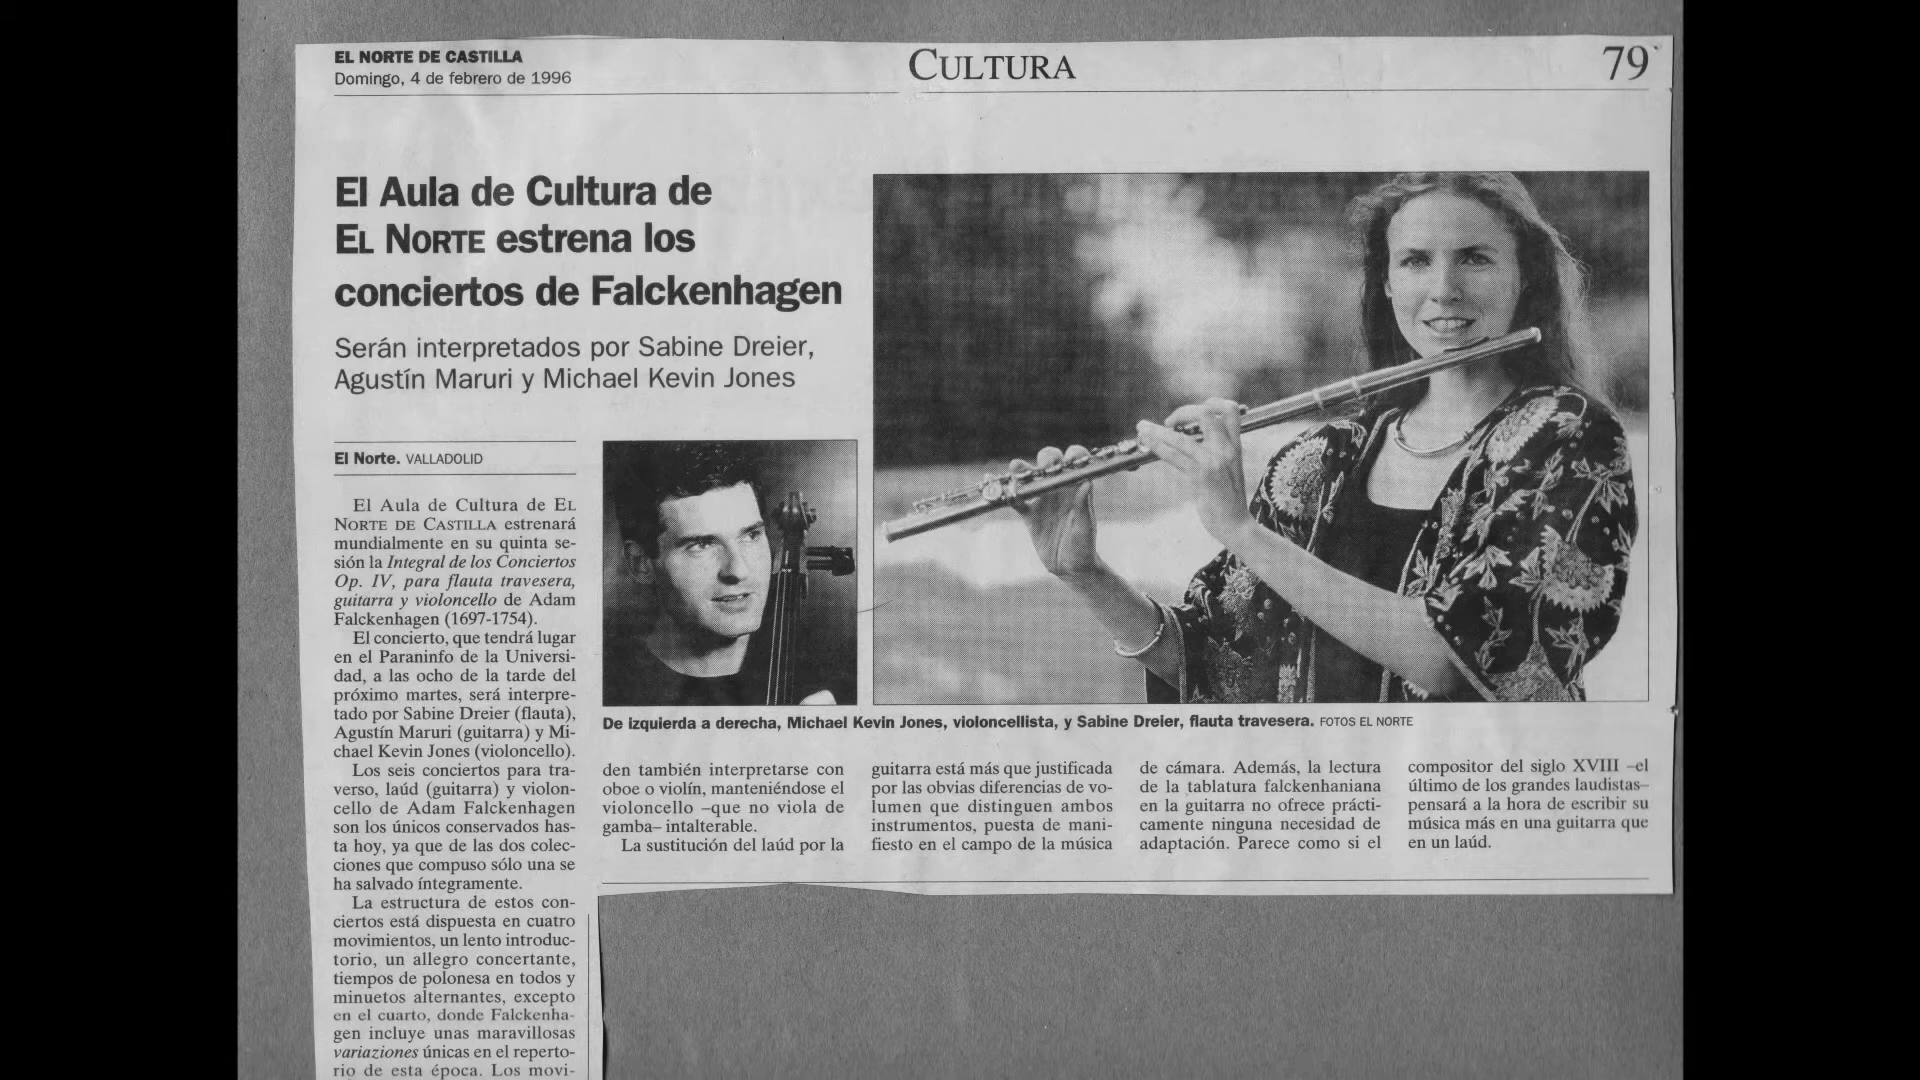 EL NORTE DE CASTILLA
Domingo, 4 de febrero de 1996
CULTURA
79
El Aula de Cultura de
EL NORTE estrena los
conciertos de Falckenhagen
Serán interpretados por Sabine Dreier,
Agustín Maruri y Michael Kevin Jones
El Norte. VALLADOLID
El Aula de Cultura de EL
NORTE DE CASTILLA estrenará
mundialmente en su quinta se-
sión la Integral de los Conciertos
Op. IV, para flauta travesera,
guitarra y violoncello de Adam
Falckenhagen (1697-1754).
El concierto, que tendrá lugar
en el Paraninfo de la Universi-
dad, a las ocho de la tarde del
próximo martes, será interpre-
tado por Sabine Dreier (flauta),
Agustín Maruri (guitarra) y Mi-
chael Kevin Jones (violoncello).
Los seis conciertos para tra-
verso, laúd (guitarra) y violon-
cello de Adam Falckenhagen
son los únicos conservados has-
ta hoy, ya que de las dos colec-
ciones que compuso sólo una se
ha salvado íntegramente.
La estructura de estos con-
ciertos está dispuesta en cuatro
movimientos, un lento introduc-
torio, un allegro concertante,
tiempos de polonesa en todos y
minuetos alternantes, excepto
en el cuarto, donde Falckenha-
gen incluye unas maravillosas
variaziones únicas en el reperto-
rio de esta época. Los movi-
De izquierda a derecha, Michael Kevin Jones, violoncellista, y Sabine Dreier, flauta travesera. FOTOS EL NORTE
den también interpretarse con
oboe o violín, manteniéndose el
violoncello –que no viola de
gamba– intalterable.
La sustitución del laúd por la
guitarra está más que justificada
por las obvias diferencias de vo-
lumen que distinguen ambos
instrumentos, puesta de mani-
fiesto en el campo de la música
de cámara. Además, la lectura
de la tablatura falckenhaniana
en la guitarra no ofrece prácti-
camente ninguna necesidad de
adaptación. Parece como si el
compositor del siglo XVIII –el
último de los grandes laudistas–
pensará a la hora de escribir su
música más en una guitarra que
en un laúd.